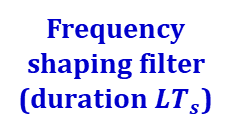 Frequency
shaping filter
(duration $LT_s$)